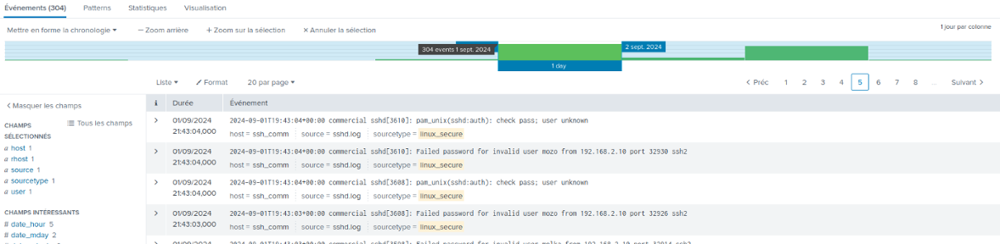 Événements (304) Patterns Statistiques Visualisation
Mettre en forme la chronologie — Zoom arrière + Zoom sur la sélection × Annuler la sélection 1 jour par colonne
304 events 1 sept. 2024 2 sept. 2024
1 day
Liste Format 20 par page Préc 1 2 3 4 5 6 7 8 ... Suivant
Masquer les champs i Durée Événement
CHAMPS SÉLECTIONNÉS Tous les champs
a host 1
a rhost 1
a source 1
a sourcetype 1
a user 1
CHAMPS INTÉRESSANTS
# date_hour 5
# date_mday 2
01/09/2024 21:43:04,000 2024-09-01T19:43:04+00:00 commercial sshd[3610]: pam_unix(sshd:auth): check pass; user unknown
host = ssh_comm source = sshd.log sourcetype = linux_secure
01/09/2024 21:43:04,000 2024-09-01T19:43:04+00:00 commercial sshd[3610]: Failed password for invalid user mozo from 192.168.2.10 port 32930 ssh2
host = ssh_comm source = sshd.log sourcetype = linux_secure
01/09/2024 21:43:04,000 2024-09-01T19:43:04+00:00 commercial sshd[3608]: pam_unix(sshd:auth): check pass; user unknown
host = ssh_comm source = sshd.log sourcetype = linux_secure
01/09/2024 21:43:03,000 2024-09-01T19:43:03+00:00 commercial sshd[3608]: Failed password for invalid user mozo from 192.168.2.10 port 32926 ssh2
host = ssh_comm source = sshd.log sourcetype = linux_secure